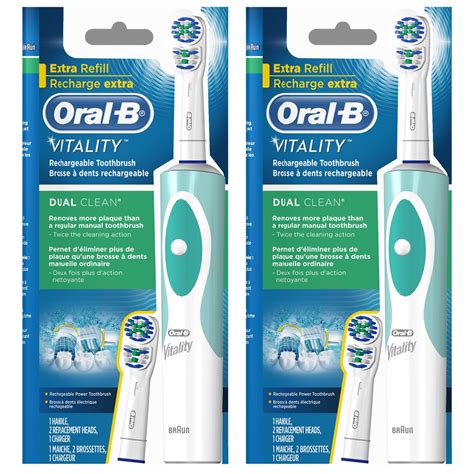 BRAUN
Extra Refill
Recharge extra
Oral-B®
VITALITY™
Rechargeable Toothbrush
Brosse à dents rechargeable
DUAL CLEAN*
Removes more plaque than
a regular manual toothbrush
- Twice the cleaning action
Permet d'éliminer plus de
plaque qu'une brosse à dents
manuelle ordinaire
- Deux fois plus d'action
nettoyante
Rechargeable Power Toothbrush
Brosse à dents électrique
rechargeable
1 HANDLE,
2 REPLACEMENT HEADS,
1 CHARGER
1 MANCHE, 2 BROSSETTES,
1 CHARGEUR
Oral-B
Vitality
BRAUN
BRAUN
Extra Refill
Recharge extra
Oral-B®
VITALITY™
Rechargeable Toothbrush
Brosse à dents rechargeable
DUAL CLEAN*
Removes more plaque than
a regular manual toothbrush
- Twice the cleaning action
Permet d'éliminer plus de
plaque qu'une brosse à dents
manuelle ordinaire
- Deux fois plus d'action
nettoyante
Rechargeable Power Toothbrush
Brosse à dents électrique
rechargeable
1 HANDLE,
2 REPLACEMENT HEADS,
1 CHARGER
1 MANCHE, 2 BROSSETTES,
1 CHARGEUR
Oral-B
Vitality
BRAUN